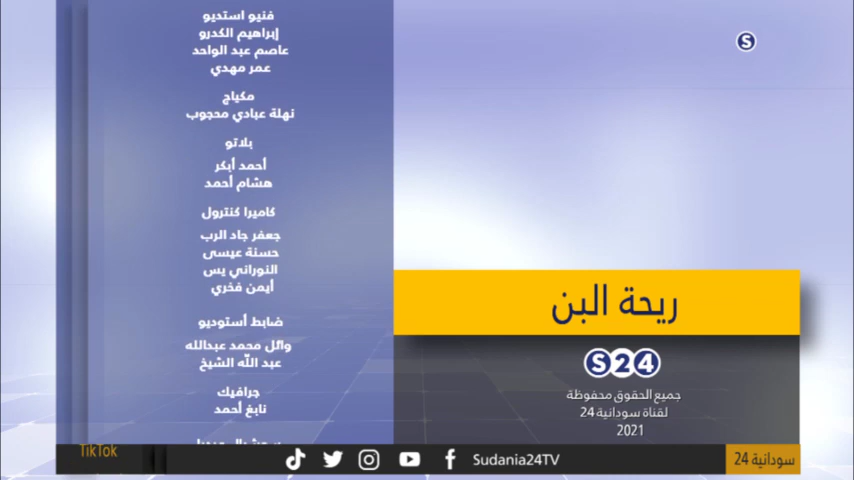 فنيو استديو
إبراهيم الكدرو
عاصم عبد الواحد
عمر مهدي
مكياج
نهلة عبادي محجوب
بلاتو
أحمد أبكر
هشام أحمد
كاميرا كنترول
جعفر جاد الرب
حسنة عيسى
النوراني يس
أيمن فخري
ضابط أستوديو
وائل محمد عبدالله
عبد الله الشيخ
جرافيك
نابغ أحمد
S
ريحة البن
S24
جميع الحقوق محفوظة
لقناة سودانية 24
2021
TikTok
Sudania24TV
سودانية 24